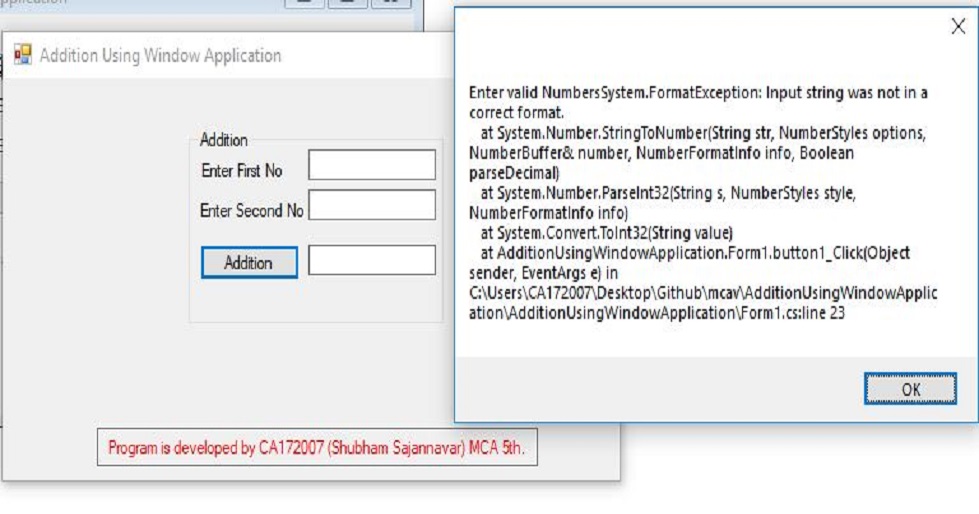 pplication
Addition Using Window Application
Addition
Enter First No
Enter Second No
Addition
Program is developed by CA172007 (Shubham Sajannavar) MCA 5th.
Enter valid NumbersSystem.FormatException: Input string was not in a
correct format.
at System.Number.StringToNumber(String str, NumberStyles options,
NumberBuffer& number, NumberFormatInfo info, Boolean
parseDecimal)
at System.Number.ParseInt32(String s, NumberStyles style,
NumberFormatInfo info)
at System.Convert.ToInt32(String value)
at AdditionUsingWindowApplication.Form1.button1_Click(Object
sender, EventArgs e) in
C:\Users\CA172007\Desktop\Github\mcav\AdditionUsingWindowApplic
ation\AdditionUsingWindowApplication\Form1.cs:line 23
OK